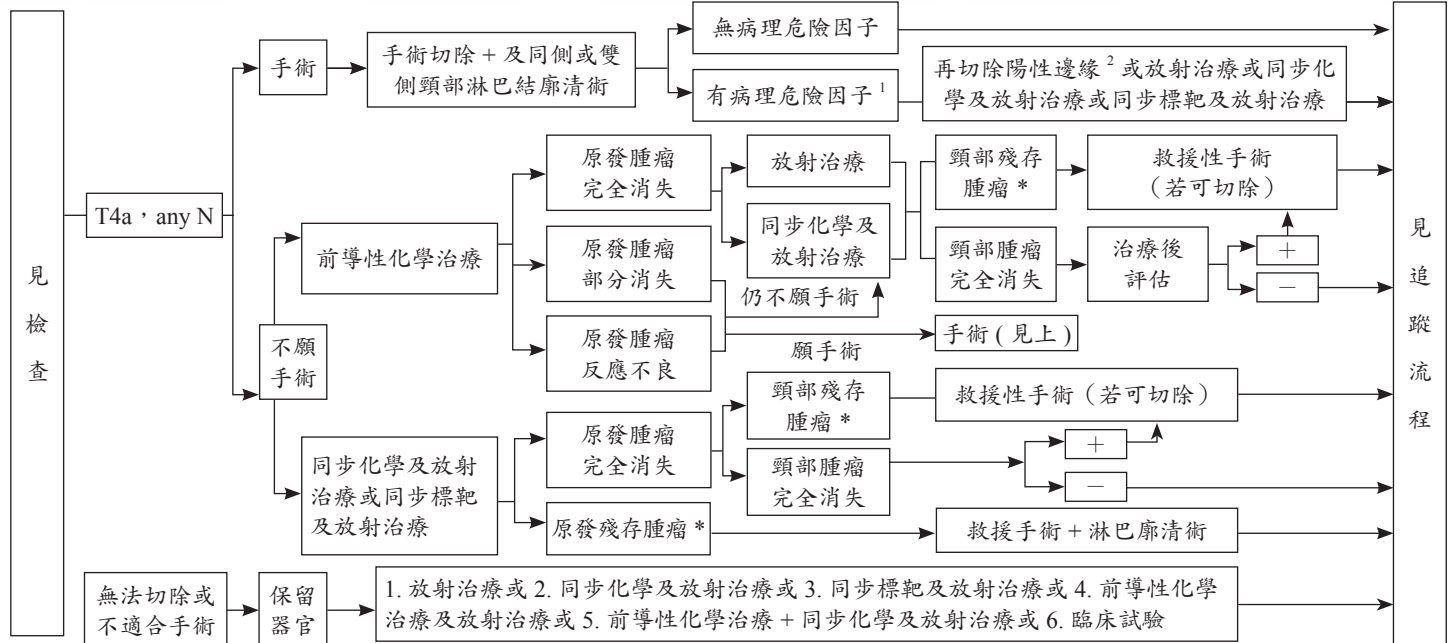 見
檢
查
T4a，any N
手術
手術切除 + 及同側或雙
側頸部淋巴結廓清術
無病理危險因子
有病理危險因子 1
再切除陽性邊緣 2 或放射治療或同步化
學及放射治療或同步標靶及放射治療
不願
手術
前導性化學治療
原發腫瘤
完全消失
原發腫瘤
部分消失
原發腫瘤
反應不良
放射治療
同步化學及
放射治療
仍不願手術
願手術
手術 ( 見上 )
頸部殘存
腫瘤 *
救援性手術
（若可切除）
頸部腫瘤
完全消失
治療後
評估
＋
－
同步化學及放射
治療或同步標靶
及放射治療
原發腫瘤
完全消失
原發殘存腫瘤 *
頸部殘存
腫瘤 *
頸部腫瘤
完全消失
救援性手術（若可切除）
＋
－
救援手術 + 淋巴廓清術
無法切除或
不適合手術
保留
器官
1. 放射治療或 2. 同步化學及放射治療或 3. 同步標靶及放射治療或 4. 前導性化學
治療及放射治療或 5. 前導性化學治療 + 同步化學及放射治療或 6. 臨床試驗
見
追
蹤
流
程